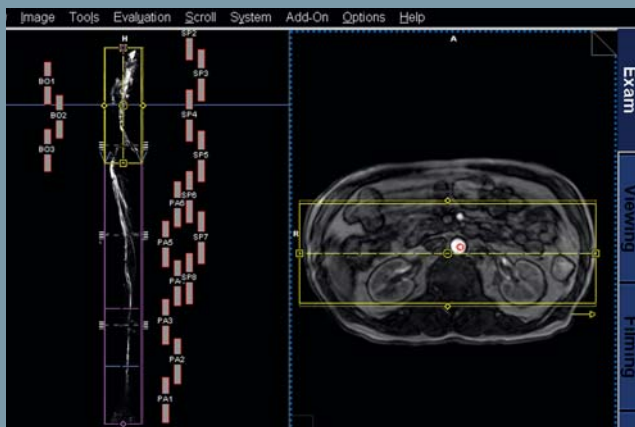 Image Tools Evaluation Scroll System Add-On Options Help
H
SP2
BO1
SP3
BO2
SP4
BO3
SP5
SP6
PA6
PA5
SP7
SP8
PA3
PA2
PA1
A
R
Exam
Viewing
Filming